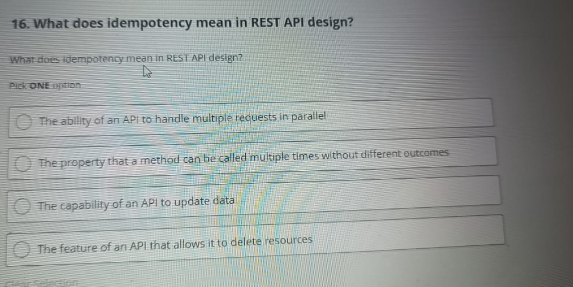 16. What does idempotency mean in REST API design?
What does idempotency mean in REST API design?
Pick ONE option
The ability of an API to handle multiple requests in parallel
The property that a method can be called multiple times without different outcomes
The capability of an API to update data
The feature of an API that allows it to delete resources
Clear Selection